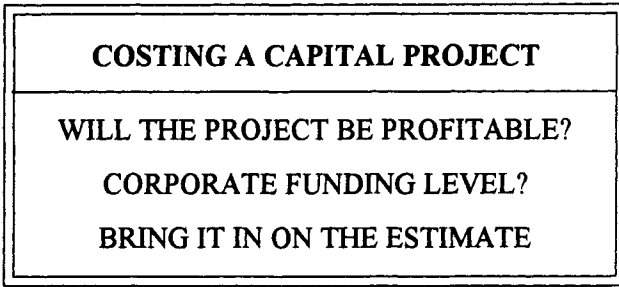 COSTING A CAPITAL PROJECT
WILL THE PROJECT BE PROFITABLE?
CORPORATE FUNDING LEVEL?
BRING IT IN ON THE ESTIMATE